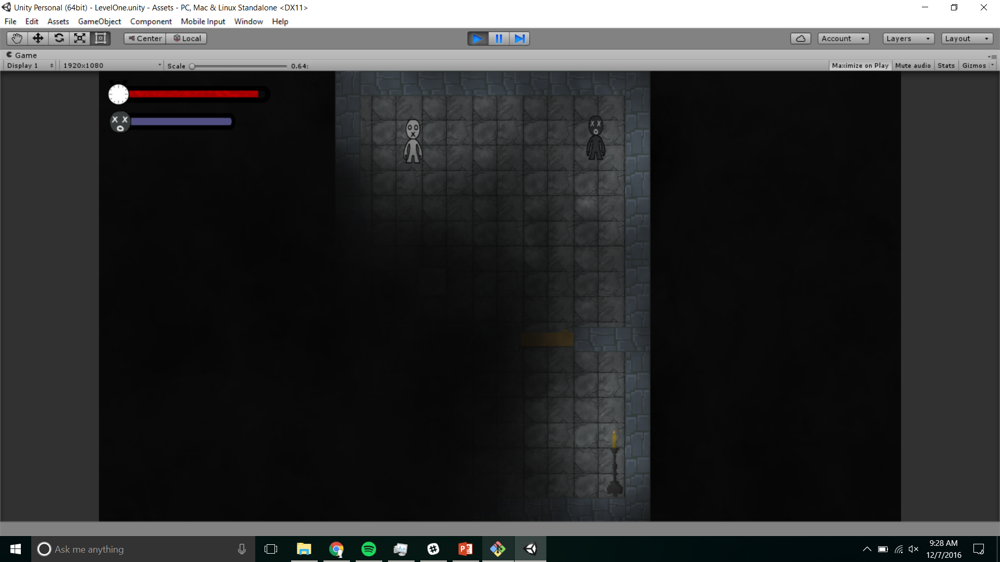 Unity Personal (64bit) - LevelOne.unity - Assets - PC, Mac & Linux Standalone <DX11>
File Edit Assets GameObject Component Mobile Input Window Help
Center Local Account Layers Layout
Game
Display 1 1920x1080 Scale 0.64: Maximize on Play Mute audio Stats Gizmos
Ask me anything
9:28 AM
12/7/2016